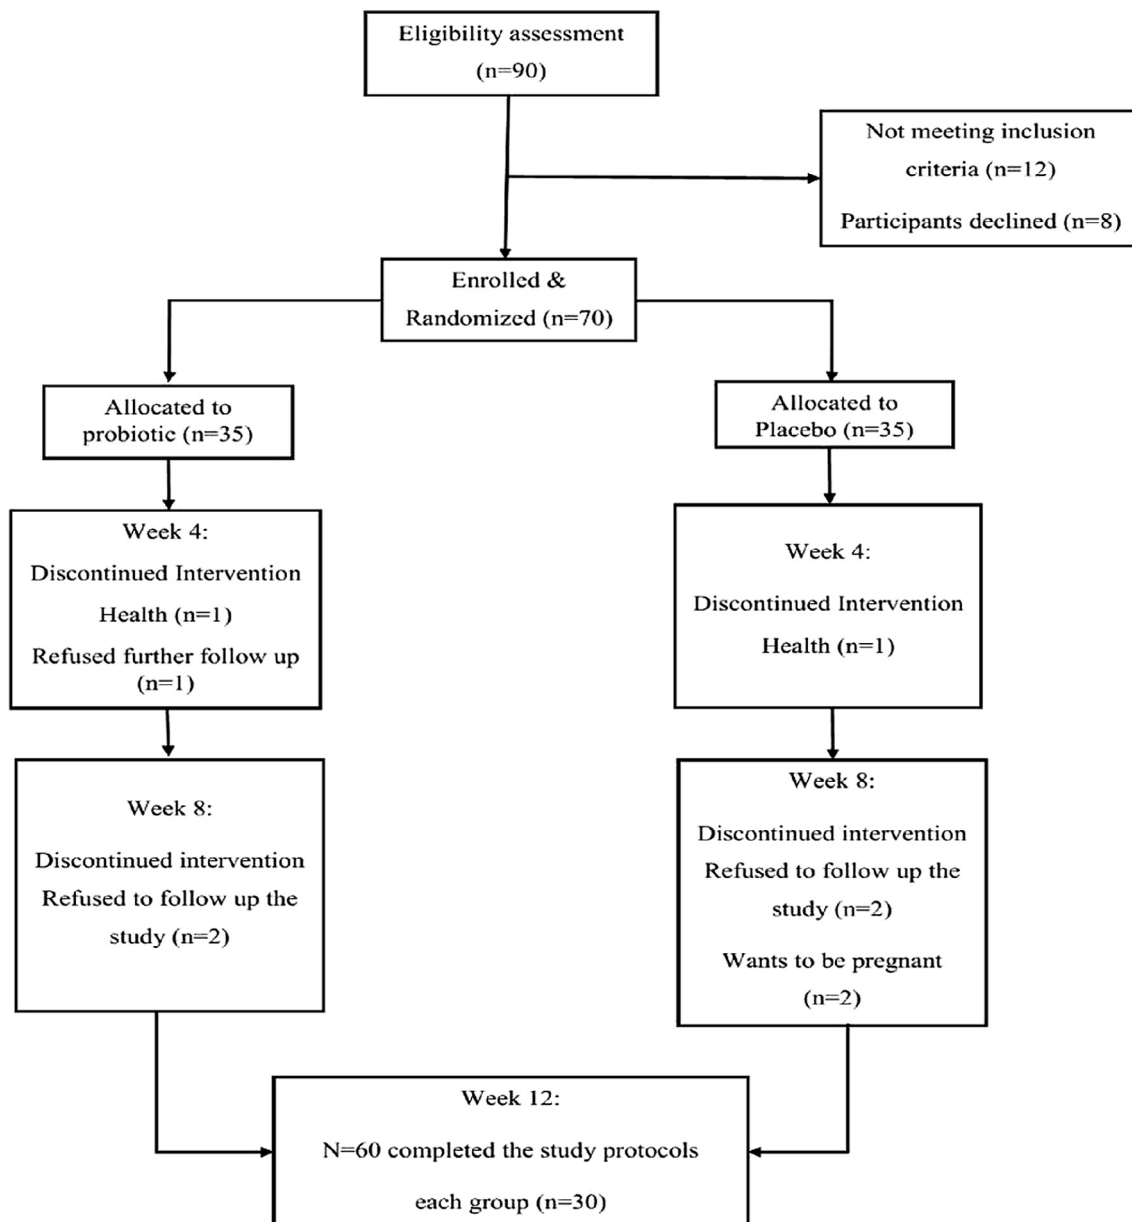 Eligibility assessment
(n=90)
Not meeting inclusion
criteria (n=12)
Participants declined (n=8)
Enrolled &
Randomized (n=70)
Allocated to
probiotic (n=35)
Allocated to
Placebo (n=35)
Week 4:
Discontinued Intervention
Health (n=1)
Refused further follow up
(n=1)
Week 4:
Discontinued Intervention
Health (n=1)
Week 8:
Discontinued intervention
Refused to follow up the
study (n=2)
Week 8:
Discontinued intervention
Refused to follow up the
study (n=2)
Wants to be pregnant
(n=2)
Week 12:
N=60 completed the study protocols
each group (n=30)